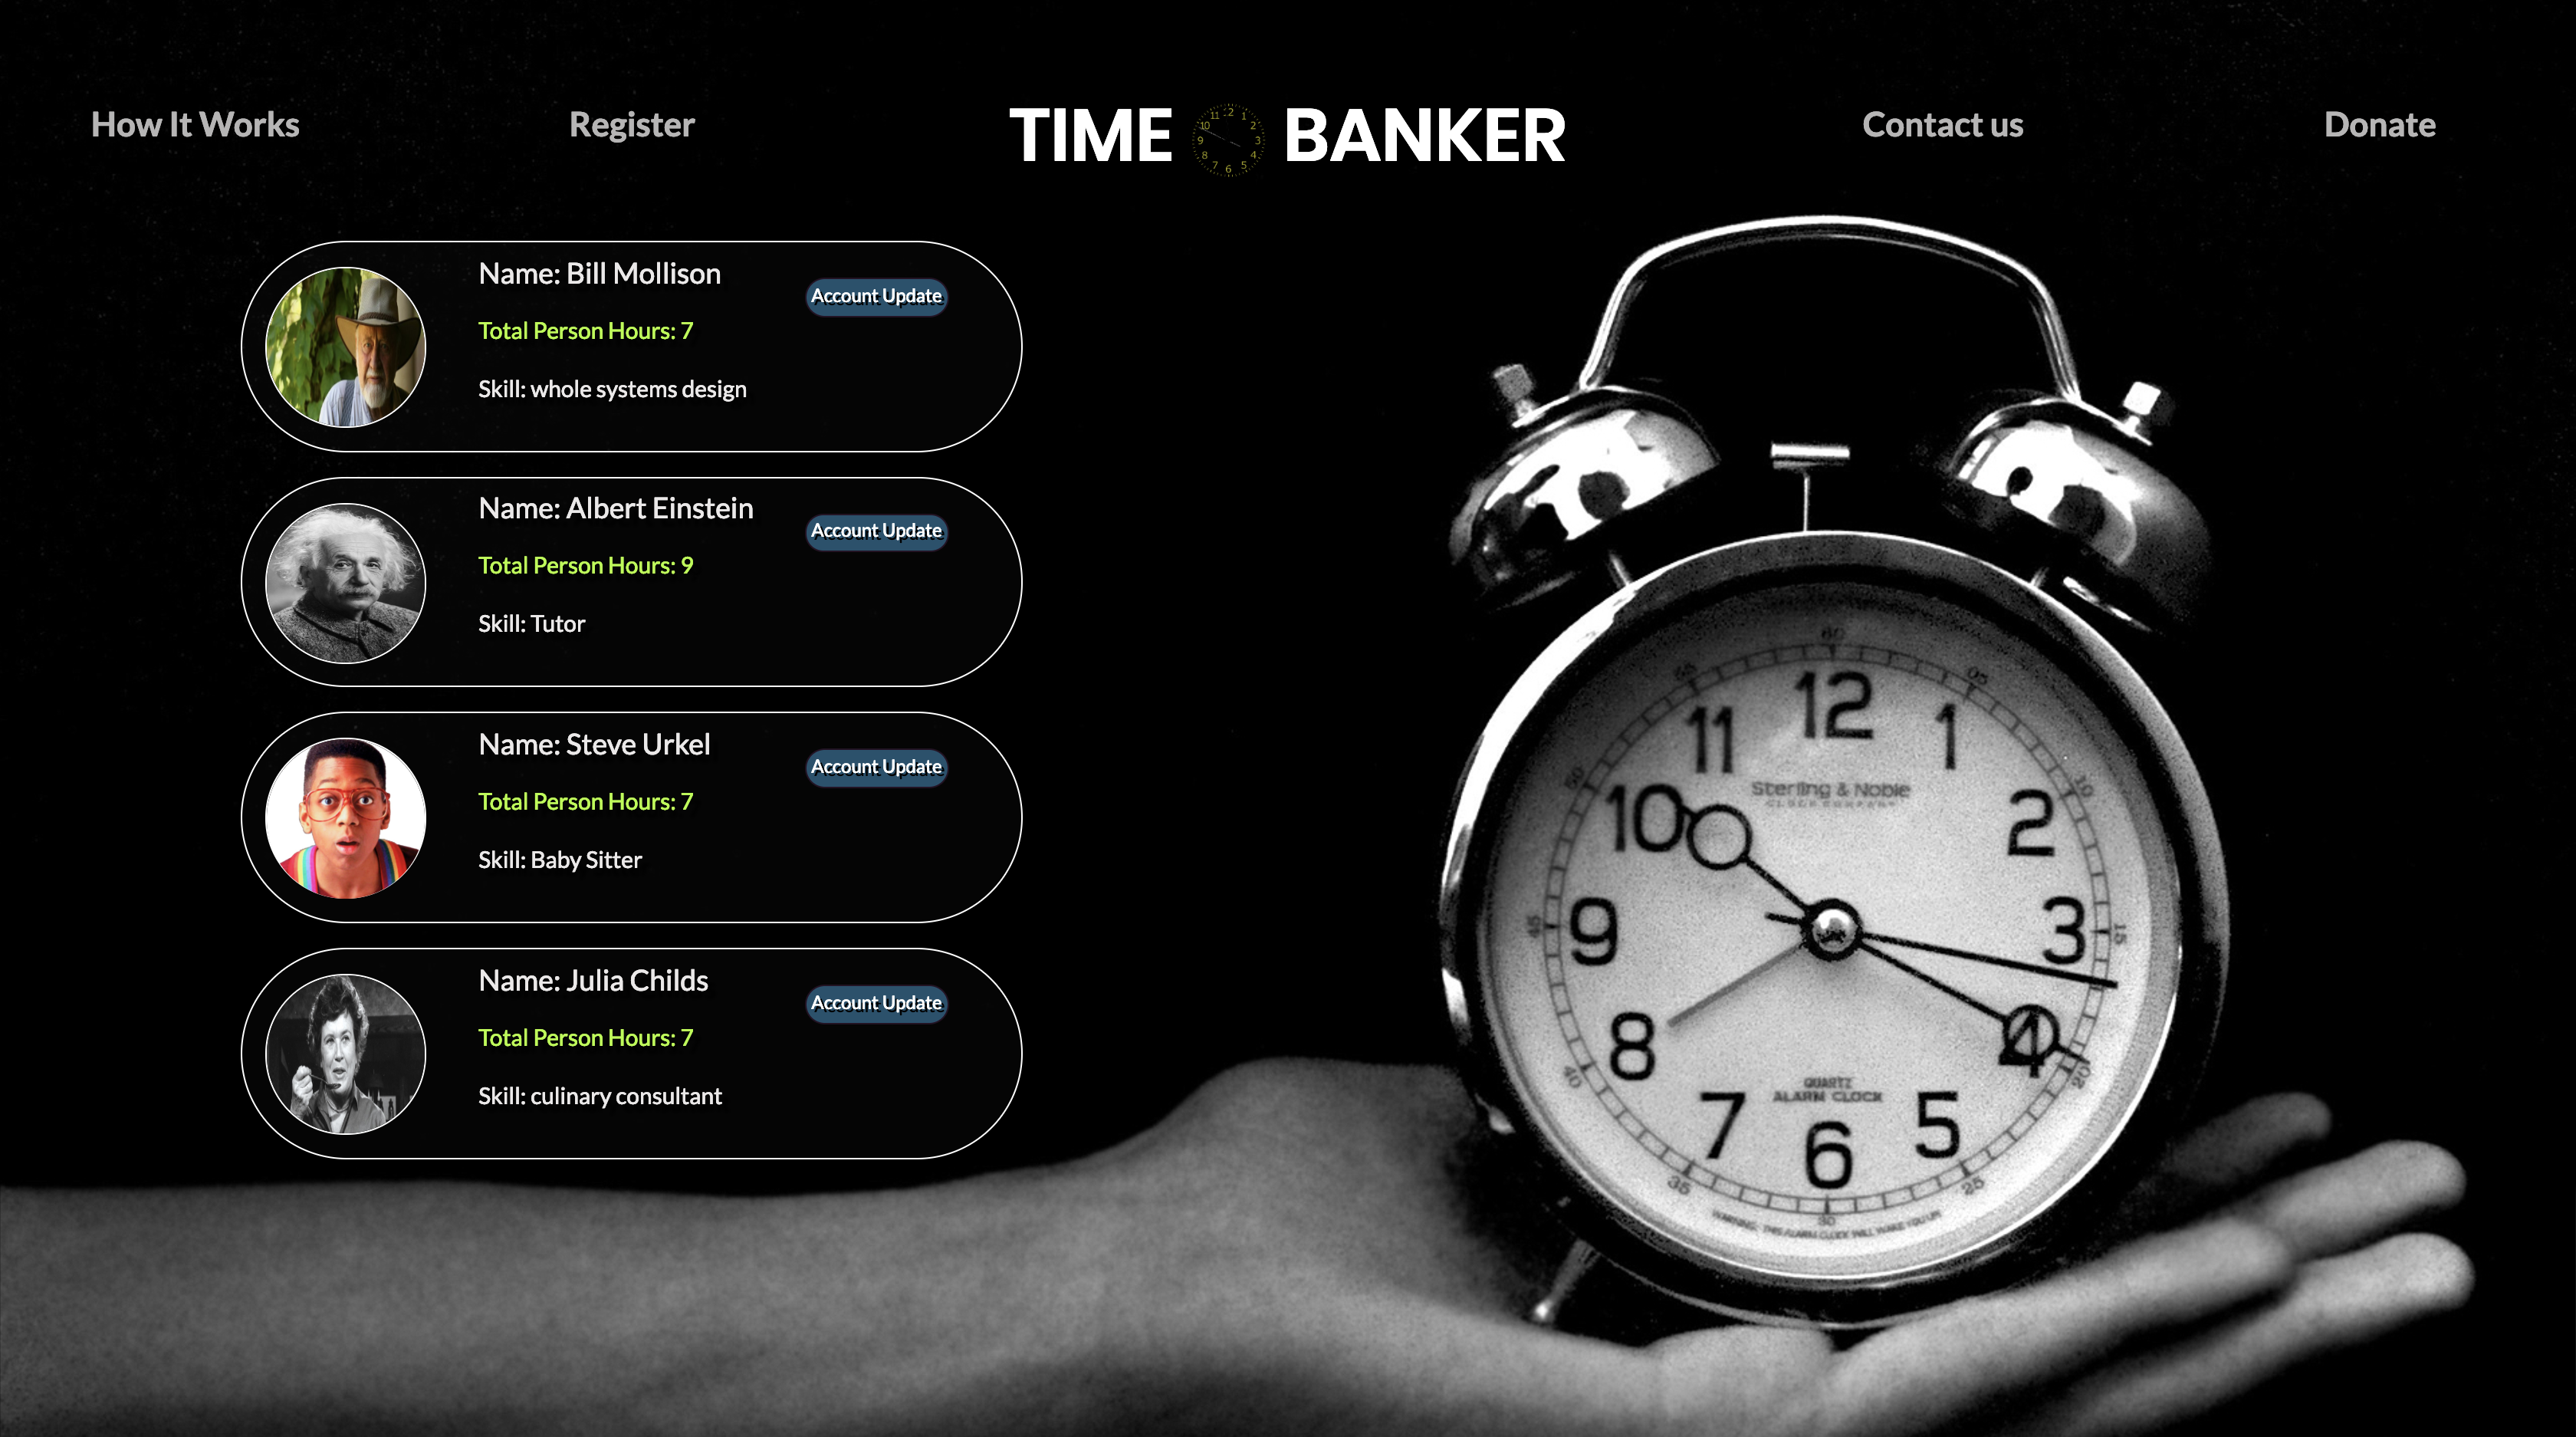 How It Works
Register
TIME BANKER
Contact us
Donate
Name: Bill Mollison
Account Update
Total Person Hours: 7
Skill: whole systems design
Name: Albert Einstein
Account Update
Total Person Hours: 9
Skill: Tutor
Name: Steve Urkel
Account Update
Total Person Hours: 7
Skill: Baby Sitter
Name: Julia Childs
Account Update
Total Person Hours: 7
Skill: culinary consultant
12
11 1
10 2
9 3
8 4
7 5
6
Sterling & Noble
CLOCK COMPANY
QUARTZ
ALARM CLOCK